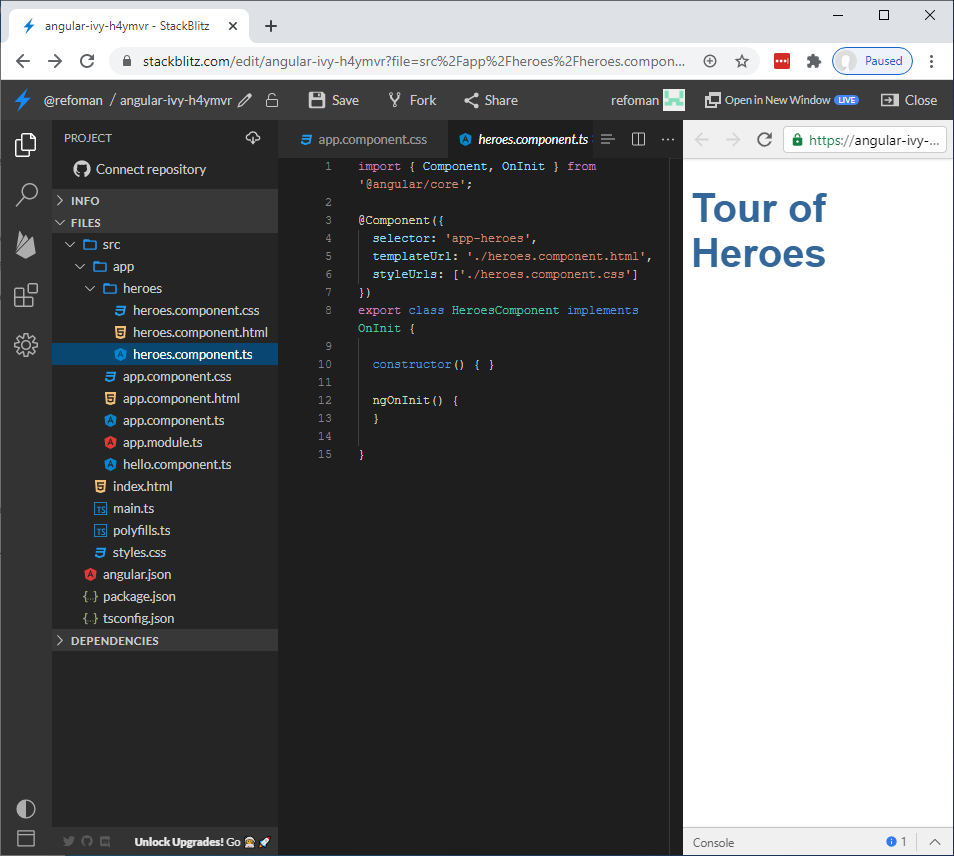 angular-ivy-h4ymvr - StackBlitz
stackblitz.com/edit/angular-ivy-h4ymvr?file=src%2Fapp%2Fheroes%2Fheroes.compon...
Paused
@refoman / angular-ivy-h4ymvr
Save
Fork
Share
refoman
Open in New Window LIVE
Close
PROJECT
Connect repository
INFO
FILES
src
app
heroes
heroes.component.css
heroes.component.html
heroes.component.ts
app.component.css
app.component.html
app.component.ts
app.module.ts
hello.component.ts
index.html
TS main.ts
TS polyfills.ts
styles.css
angular.json
{..} package.json
{..} tsconfig.json
DEPENDENCIES
Unlock Upgrades! Go
app.component.css
heroes.component.ts
1 import { Component, OnInit } from
'@angular/core';
2
3 @Component({
4 selector: 'app-heroes',
5 templateUrl: './heroes.component.html',
6 styleUrls: ['./heroes.component.css']
7 })
8 export class HeroesComponent implements
OnInit {
9
10 constructor() { }
11
12 ngOnInit() {
13 }
14
15 }
https://angular-ivy-...
Tour of
Heroes
Console
1